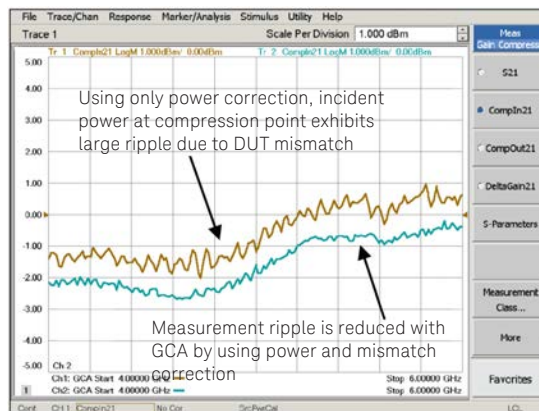 File Trace/Chan Response Marker/Analysis Stimulus Utility Help
Trace 1
Scale Per Division 1.000 dBm
Tr 1 CompIn21 LogM 1.000dBm/ 0.00dBm
Tr 2 CompIn21 LogM 1.000dBm/ 0.00dBm
5.00
4.00
3.00
2.00
1.00
0.00
-1.00
-2.00
-3.00
-4.00
-5.00
Using only power correction, incident
power at compression point exhibits
large ripple due to DUT mismatch
Measurement ripple is reduced with
GCA by using power and mismatch
correction
Ch 2
Ch1: GCA Start 4.00000 GHz
Stop 6.00000 GHz
Ch2: GCA Start 4.00000 GHz
Stop 6.00000 GHz
1
Meas
Gain Compress
S21
CompIn21
CompOut21
DeltaGain21
S-Parameters
Measurement
Class...
More
Favorites
Cont
CH 1: CompIn21
No Cor
SrcPwrCal
LCL